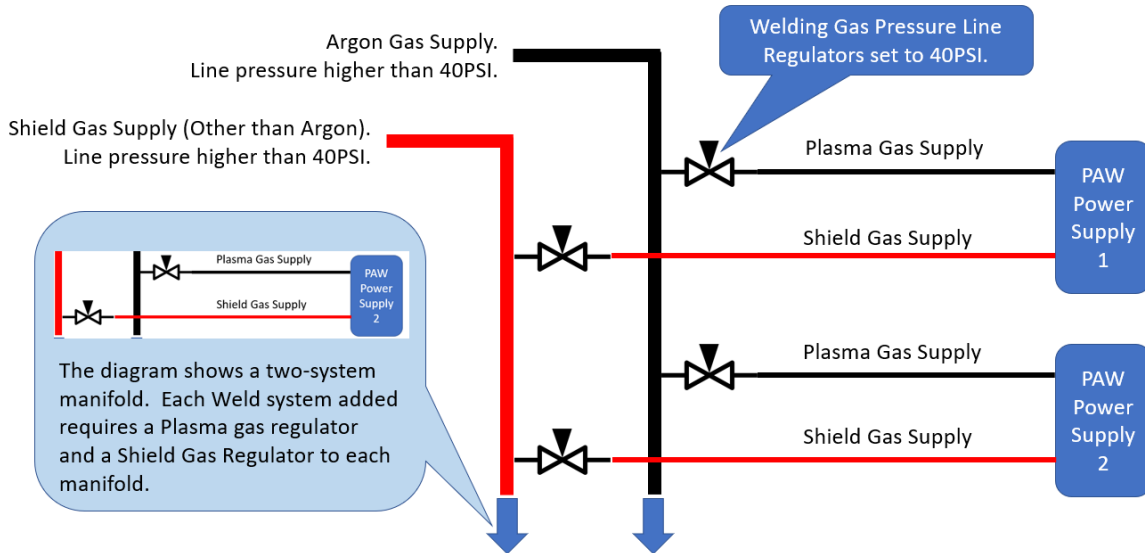 Argon Gas Supply.
Line pressure higher than 40PSI.
Welding Gas Pressure Line
Regulators set to 40PSI.
Shield Gas Supply (Other than Argon).
Line pressure higher than 40PSI.
Plasma Gas Supply
PAW
Power
Supply
1
Shield Gas Supply
Plasma Gas Supply
PAW
Power
Supply
2
Shield Gas Supply
The diagram shows a two-system
manifold.  Each Weld system added
requires a Plasma gas regulator
and a Shield Gas Regulator to each
manifold.
Plasma Gas Supply
PAW
Power
Supply
2
Shield Gas Supply